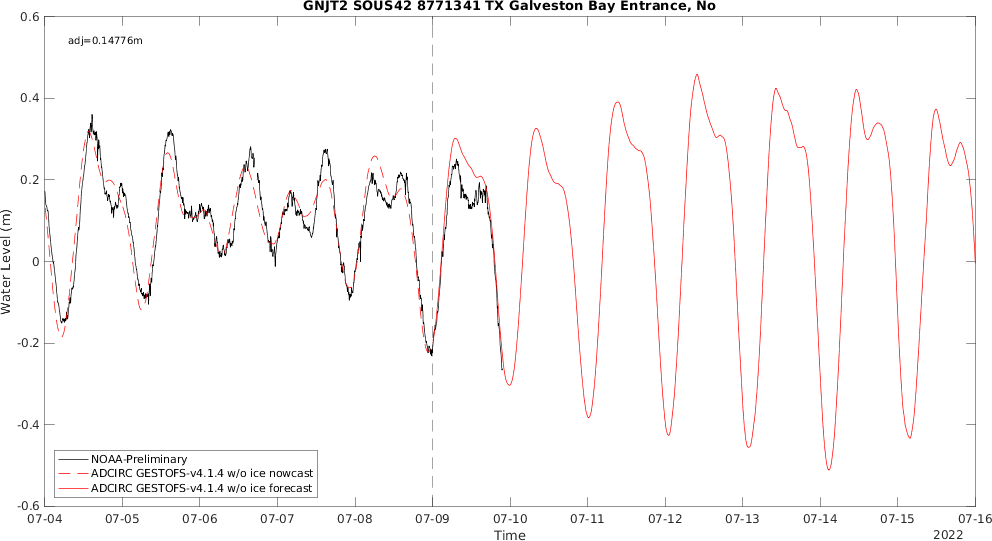 GNJT2 SOUS42 8771341 TX Galveston Bay Entrance, No
adj=0.14776m
0.6
0.4
0.2
0
-0.2
-0.4
-0.6
Water Level (m)
NOAA-Preliminary
ADCIRC GESTOFS-v4.1.4 w/o ice nowcast
ADCIRC GESTOFS-v4.1.4 w/o ice forecast
07-04 07-05 07-06 07-07 07-08 07-09 07-10 07-11 07-12 07-13 07-14 07-15 07-16
Time
2022